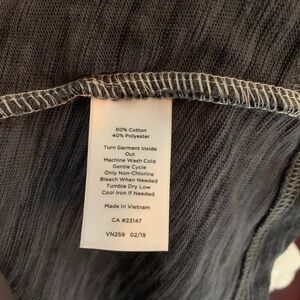 60% Cotton
40% Polyester
Turn Garment Inside
Out
Machine Wash Cold
Gentle Cycle
Only Non-Chlorine
Bleach When Needed
Tumble Dry Low
Cool Iron if Needed
Made in Vietnam
CA #23147
VN259 02/19